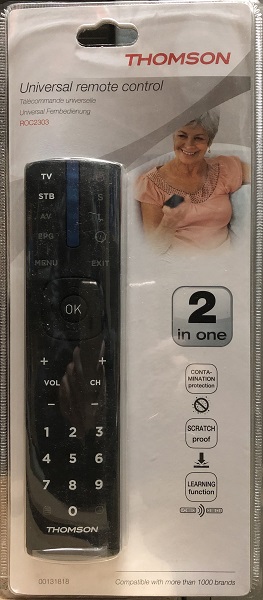 THOMSON
Universal remote control
Télécommande universelle
Universal Fernbedienung
ROC2303
TV
STB S
AV
EPG
MENU EXIT
OK
+ +
VOL CH
− −
1 2 3
4 5 6
7 8 9
0
THOMSON
2
in one
CONTA-
MINATION
protection
SCRATCH
proof
LEARNING
function
00131818
Compatible with more than 1000 brands